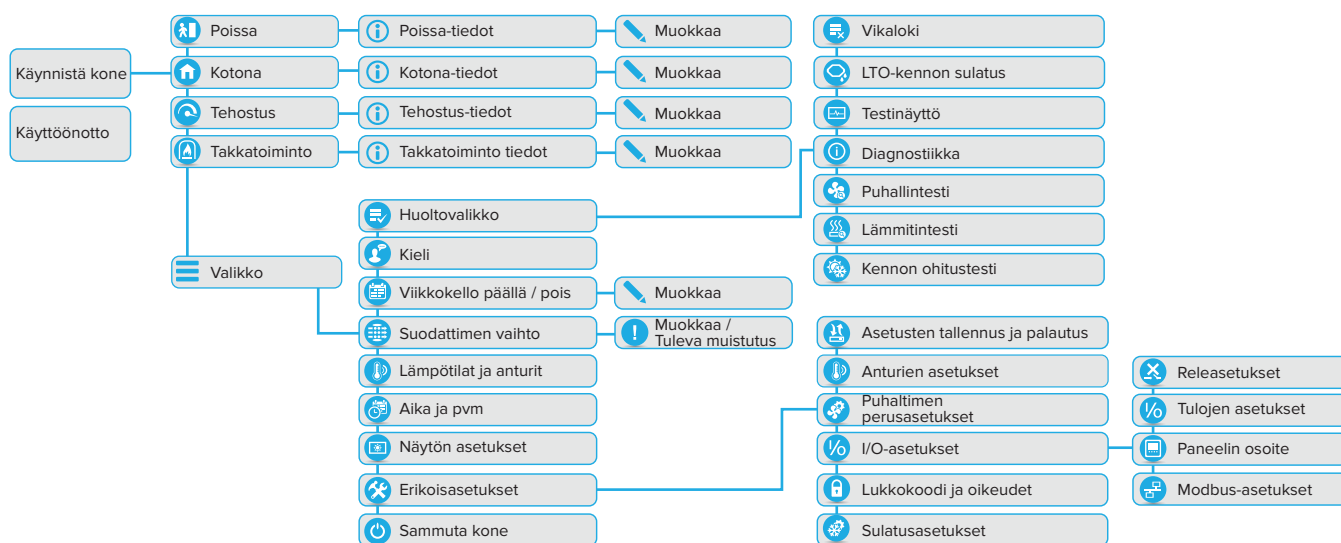 Käynnistä kone
Käyttöönotto
Poissa
Poissa-tiedot
Muokkaa
Kotona
Kotona-tiedot
Muokkaa
Tehostus
Tehostus-tiedot
Muokkaa
Takkatoiminto
Takkatoiminto tiedot
Muokkaa
Valikko
Huoltovalikko
Kieli
Viikkokello päällä / pois
Muokkaa
Suodattimen vaihto
Muokkaa /
Tuleva muistutus
Lämpötilat ja anturit
Aika ja pvm
Näytön asetukset
Erikoisasetukset
Sammuta kone
Vikaloki
LTO-kennon sulatus
Testinäyttö
Diagnostiikka
Puhallintesti
Lämmitintesti
Kennon ohitustesti
Asetusten tallennus ja palautus
Anturien asetukset
Puhaltimen
perusasetukset
I/O-asetukset
Lukkokoodi ja oikeudet
Sulatusasetukset
Releasetukset
Tulojen asetukset
Paneelin osoite
Modbus-asetukset